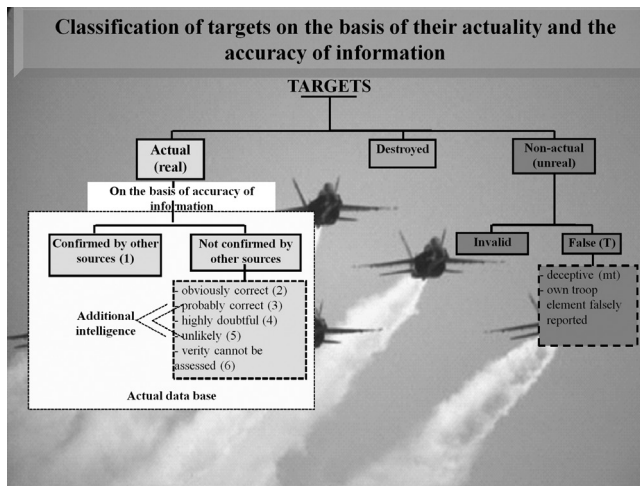 Classification of targets on the basis of their actuality and the
accuracy of information
TARGETS
Actual
(real)
Destroyed
Non-actual
(unreal)
On the basis of accuracy of
information
Confirmed by other
sources (1)
Not confirmed by
other sources
Invalid
False (T)
- obviously correct (2)
- probably correct (3)
- highly doubtful (4)
- unlikely (5)
- verity cannot be
assessed (6)
Additional
intelligence
- deceptive (mt)
- own troop
element falsely
reported
Actual data base